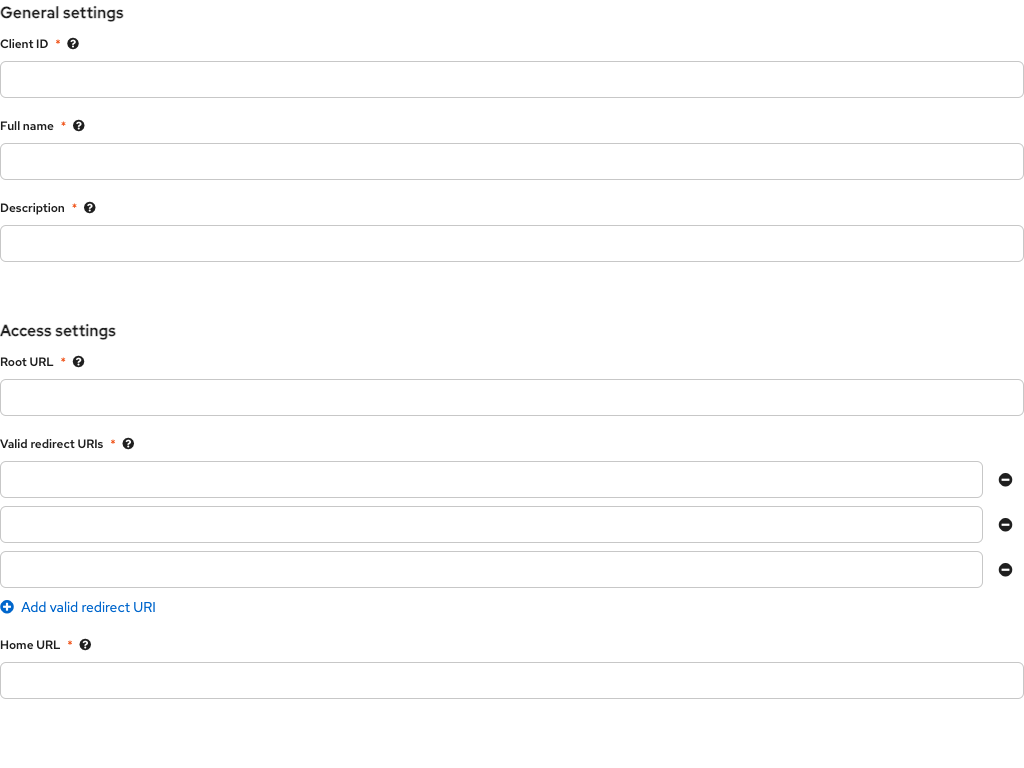 General settings
Client ID *
Full name *
Description *
Access settings
Root URL *
Valid redirect URIs *
Add valid redirect URI
Home URL *